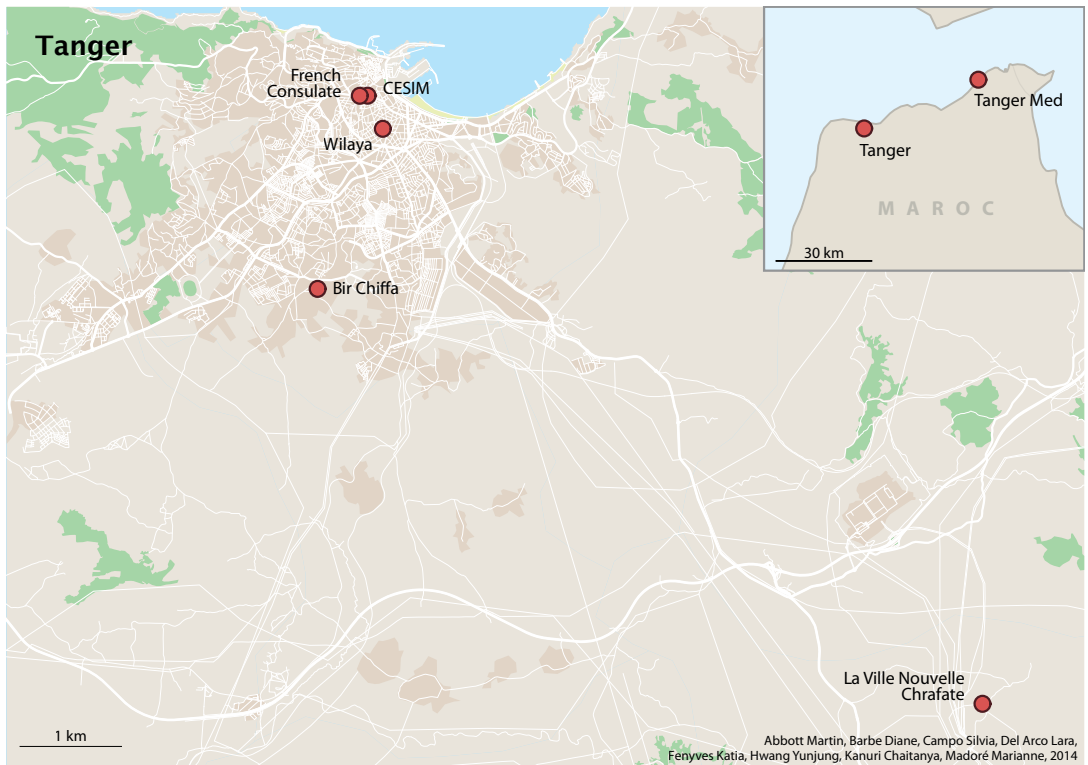 Tanger
French
Consulate
CESIM
Wilaya
Bir Chiffa
Tanger Med
Tanger
MAROC
30 km
La Ville Nouvelle
Chrafate
1 km
Abbott Martin, Barbe Diane, Campo Silvia, Del Arco Lara,
Fenyves Katia, Hwang Yunjung, Kanuri Chaitanya, Madoré Marianne, 2014